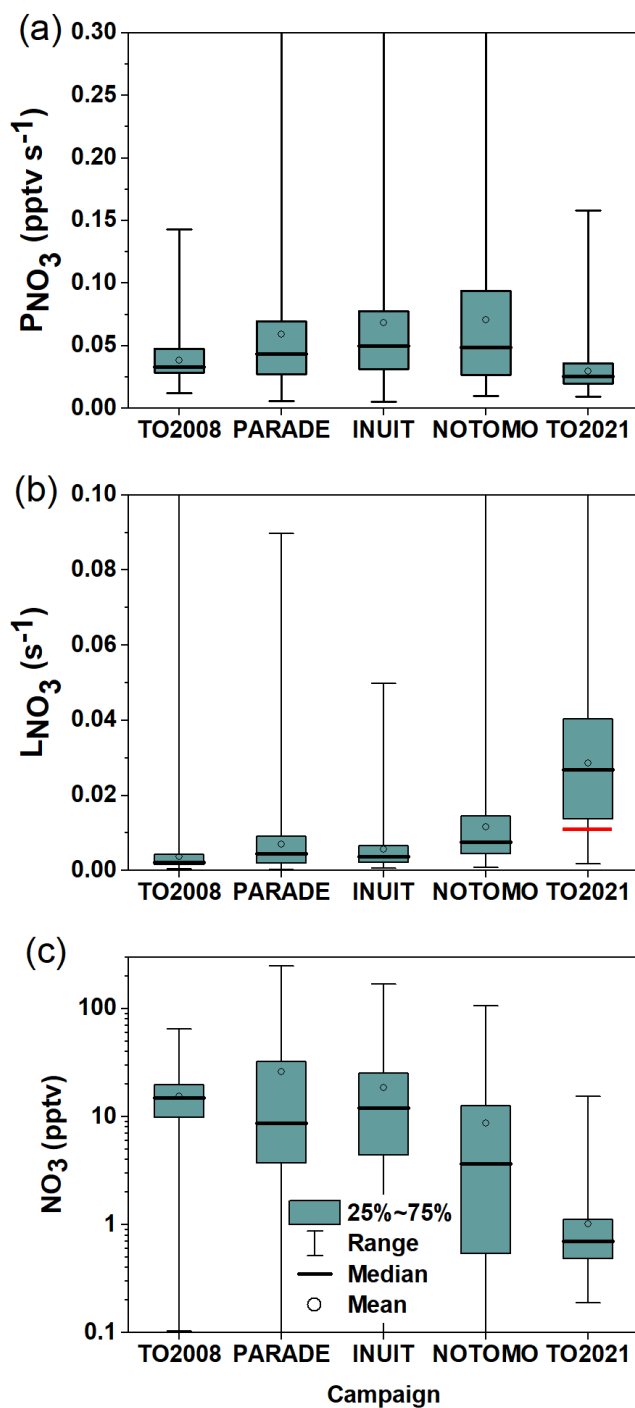 (a)
PNO3 (pptv s-1)
0.30
0.25
0.20
0.15
0.10
0.05
0.00
TO2008 PARADE INUIT NOTOMO TO2021
(b)
LNO3 (s-1)
0.10
0.08
0.06
0.04
0.02
0.00
TO2008 PARADE INUIT NOTOMO TO2021
(c)
NO3 (pptv)
100
10
1
0.1
25%~75%
Range
Median
Mean
TO2008 PARADE INUIT NOTOMO TO2021
Campaign